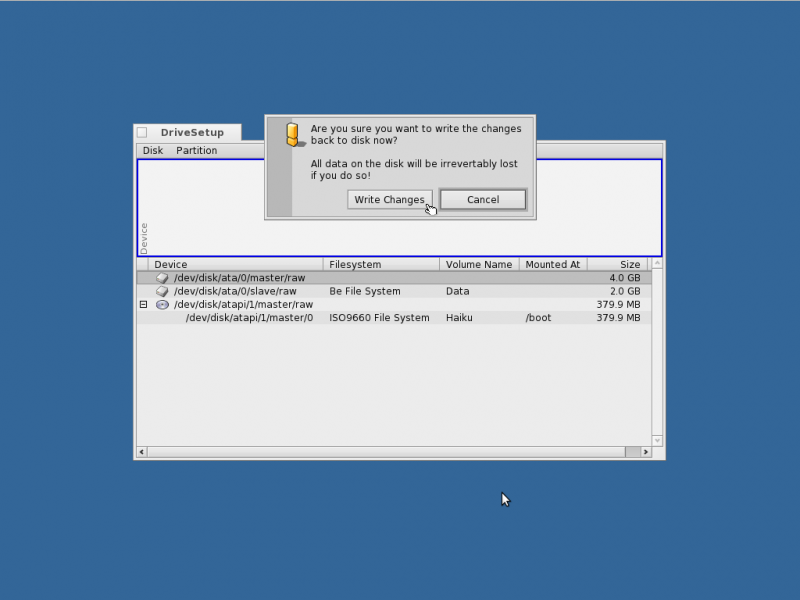 Are you sure you want to write the changes
back to disk now?
All data on the disk will be irrevertably lost
if you do so!
Write Changes Cancel
DriveSetup
Disk Partition
Device
Device Filesystem Volume Name Mounted At Size
/dev/disk/ata/0/master/raw 4.0 GB
/dev/disk/ata/0/slave/raw Be File System Data 2.0 GB
/dev/disk/atapi/1/master/raw 379.9 MB
/dev/disk/atapi/1/master/0 ISO9660 File System Haiku /boot 379.9 MB